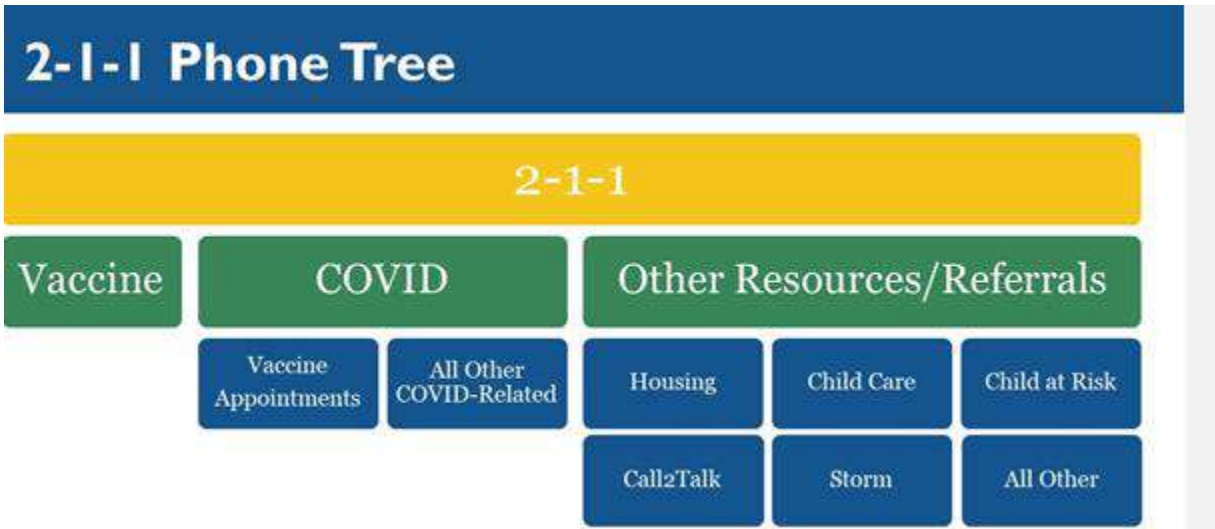 2-1-1 Phone Tree
2-1-1
Vaccine
COVID
Other Resources/Referrals
Vaccine
Appointments
All Other
COVID-Related
Housing
Child Care
Child at Risk
Call2Talk
Storm
All Other